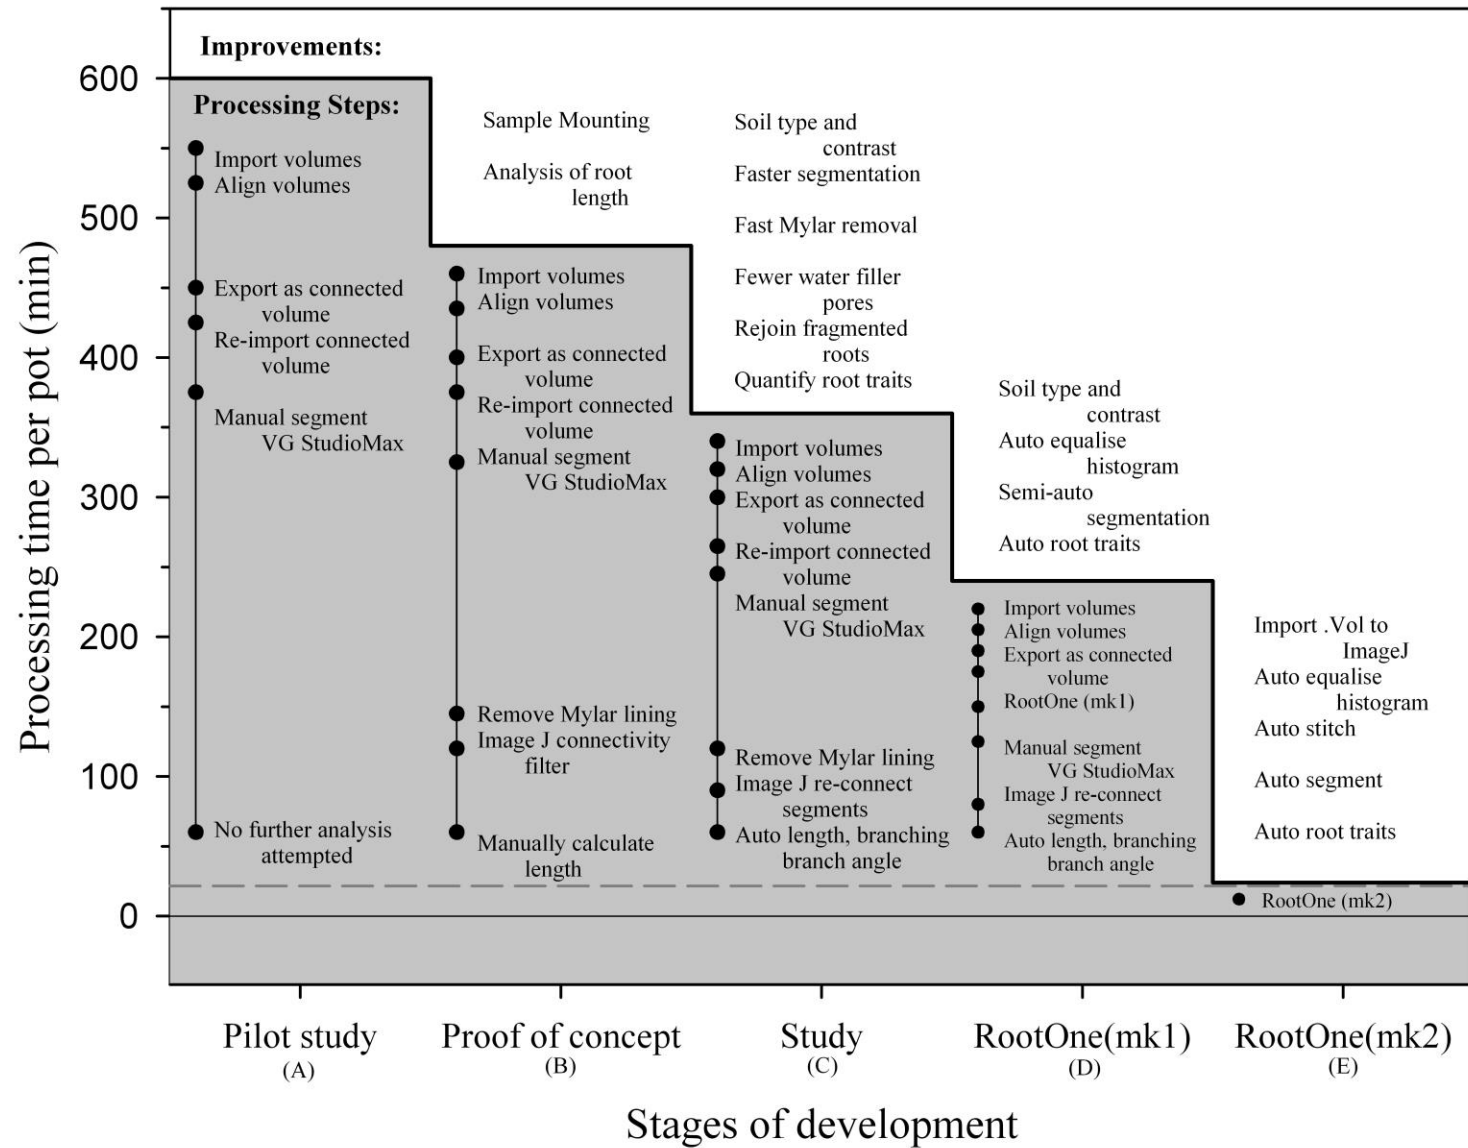 Improvements:
600
Processing Steps:
Import volumes
Align volumes
Export as connected
volume
Re-import connected
volume
Manual segment
VG StudioMax
No further analysis
attempted
Sample Mounting
Analysis of root
length
Import volumes
Align volumes
Export as connected
volume
Re-import connected
volume
Manual segment
VG StudioMax
Remove Mylar lining
Image J connectivity
filter
Manually calculate
length
Soil type and
contrast
Faster segmentation
Fast Mylar removal
Fewer water filler
pores
Rejoin fragmented
roots
Quantify root traits
Import volumes
Align volumes
Export as connected
volume
Re-import connected
volume
Manual segment
VG StudioMax
Remove Mylar lining
Image J re-connect
segments
Auto length, branching
branch angle
Soil type and
contrast
Auto equalise
histogram
Semi-auto
segmentation
Auto root traits
Import volumes
Align volumes
Export as connected
volume
RootOne (mk1)
Manual segment
VG StudioMax
Image J re-connect
segments
Auto length, branching
branch angle
Import .Vol to
ImageJ
Auto equalise
histogram
Auto stitch
Auto segment
Auto root traits
RootOne (mk2)
500
400
300
200
100
0
Processing time per pot (min)
Pilot study
(A)
Proof of concept
(B)
Study
(C)
RootOne(mk1)
(D)
RootOne(mk2)
(E)
Stages of development